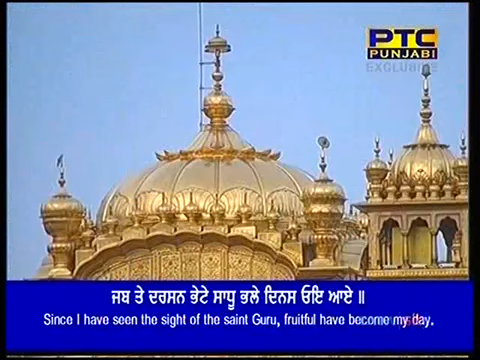 PTC
PUNJABI
EXCLUSIVE
ਜਬ ਤੇ ਦਰਸਨ ਭੇਟੇ ਸਾਧੂ ਭਲੇ ਦਿਨਸ ਓਇ ਆਏ ॥
Since I have seen the sight of the saint Guru, fruitful have become my day.